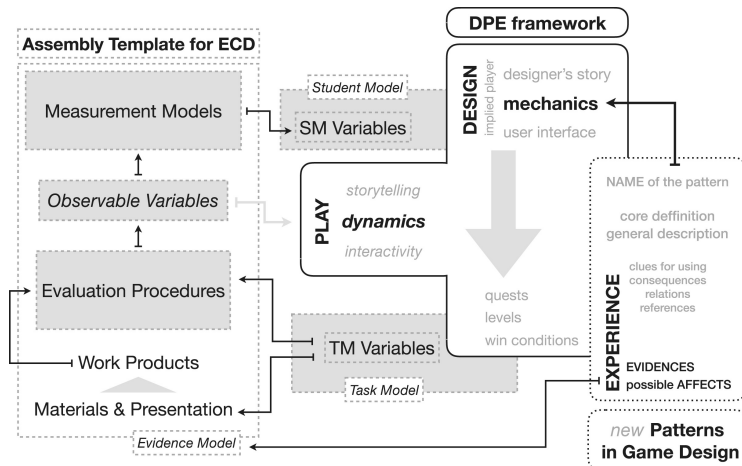 DPE framework
Assembly Template for ECD
Measurement Models
Observable Variables
Evaluation Procedures
Work Products
Materials & Presentation
Evidence Model
Student Model
SM Variables
PLAY
storytelling
dynamics
interactivity
TM Variables
Task Model
DESIGN
implied player
designer's story
mechanics
user interface
quests
levels
win conditions
EXPERIENCE
NAME of the pattern
core deffinition
general description
clues for using
consequences
relations
references
EVIDENCES
possible AFFECTS
new Patterns
in Game Design